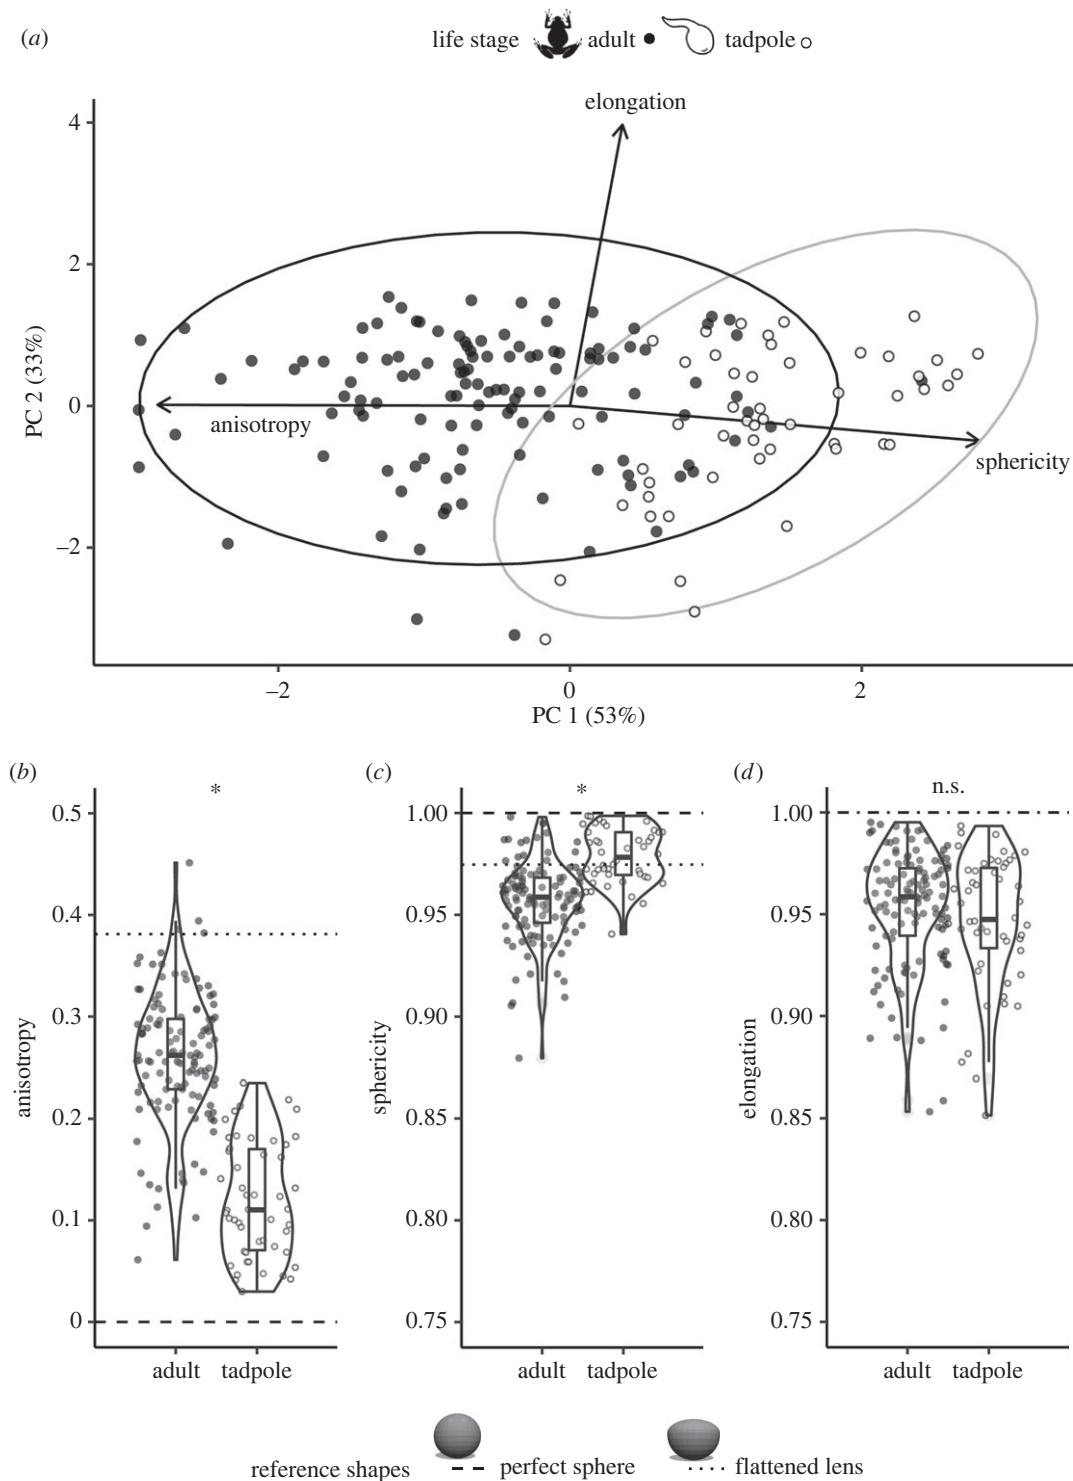 (a)
life stage adult tadpole
elongation
4
2
0
−2
PC 2 (33%)
anisotropy
sphericity
−2 0 2
PC 1 (53%)
(b)
*
0.5
0.4
0.3
0.2
0.1
0
anisotropy
adult tadpole
(c)
*
1.00
0.95
0.90
0.85
0.80
0.75
sphericity
adult tadpole
(d)
n.s.
1.00
0.95
0.90
0.85
0.80
0.75
elongation
adult tadpole
reference shapes perfect sphere flattened lens